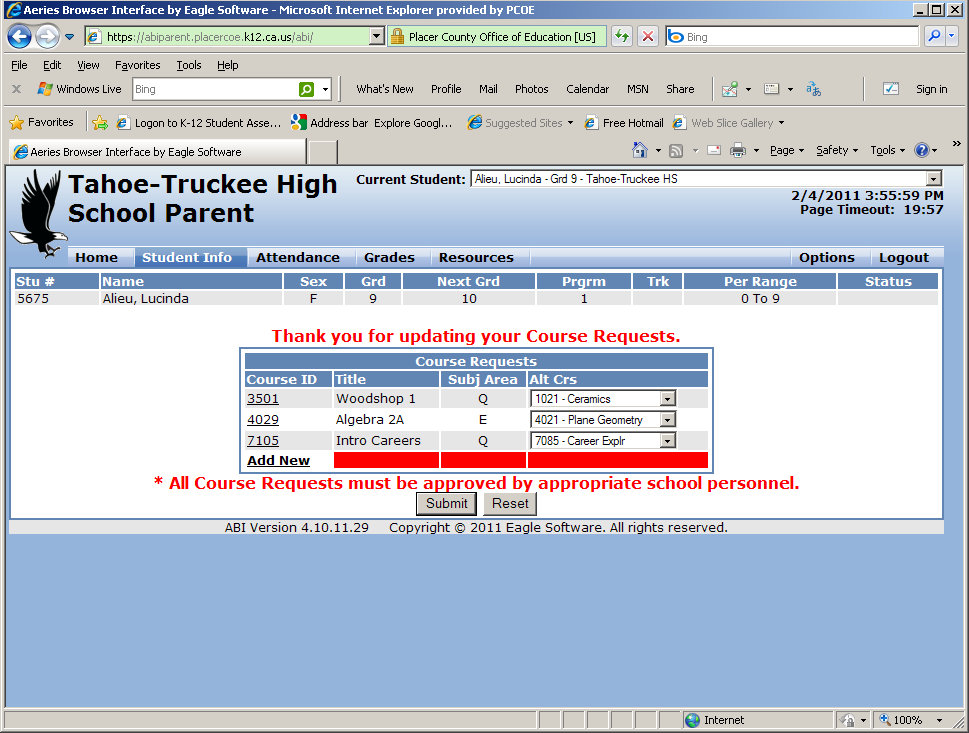 Aeries Browser Interface by Eagle Software - Microsoft Internet Explorer provided by PCOE
https://abiparent.placercoe.k12.ca.us/abi/ Placer County Office of Education [US] Bing
File Edit View Favorites Tools Help
Windows Live Bing What's New Profile Mail Photos Calendar MSN Share Sign in
Favorites Logon to K-12 Student Asse... Address bar Explore Googl... Suggested Sites Free Hotmail Web Slice Gallery
Aeries Browser Interface by Eagle Software Page Safety Tools »
Tahoe-Truckee High School Parent
Current Student: Alieu, Lucinda - Grd 9 - Tahoe-Truckee HS
2/4/2011 3:55:59 PM
Page Timeout: 19:57
Home Student Info Attendance Grades Resources Options Logout
Stu # Name Sex Grd Next Grd Prgrm Trk Per Range Status
5675 Alieu, Lucinda F 9 10 1 0 To 9
Thank you for updating your Course Requests.
Course Requests
Course ID Title Subj Area Alt Crs
3501 Woodshop 1 Q 1021 - Ceramics
4029 Algebra 2A E 4021 - Plane Geometry
7105 Intro Careers Q 7085 - Career Explr
Add New
* All Course Requests must be approved by appropriate school personnel.
Submit Reset
ABI Version 4.10.11.29 Copyright © 2011 Eagle Software. All rights reserved.
Internet 100%